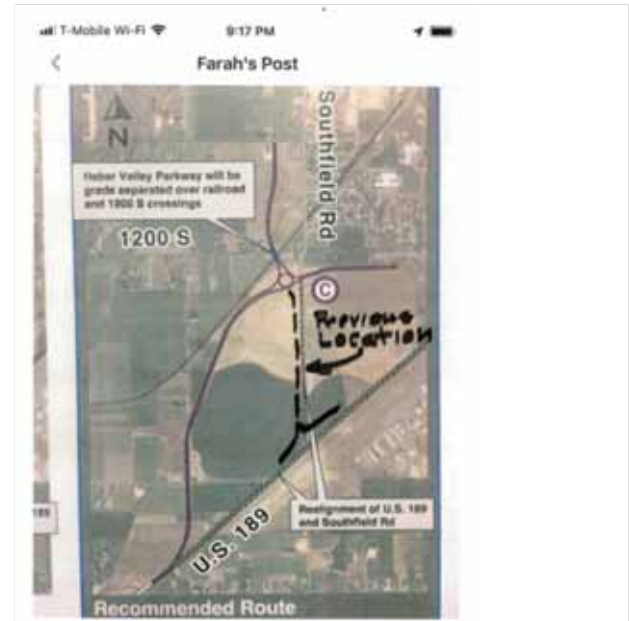 T-Mobile Wi-Fi
9:17 PM
Farah's Post
N
Southfield Rd
Heber Valley Parkway will be
grade separated over railroad
and 1200 S crossings
1200 S
C
Previous
Location
189
Realignment of U.S. 189
and Southfield Rd
U.S. 189
Recommended Route